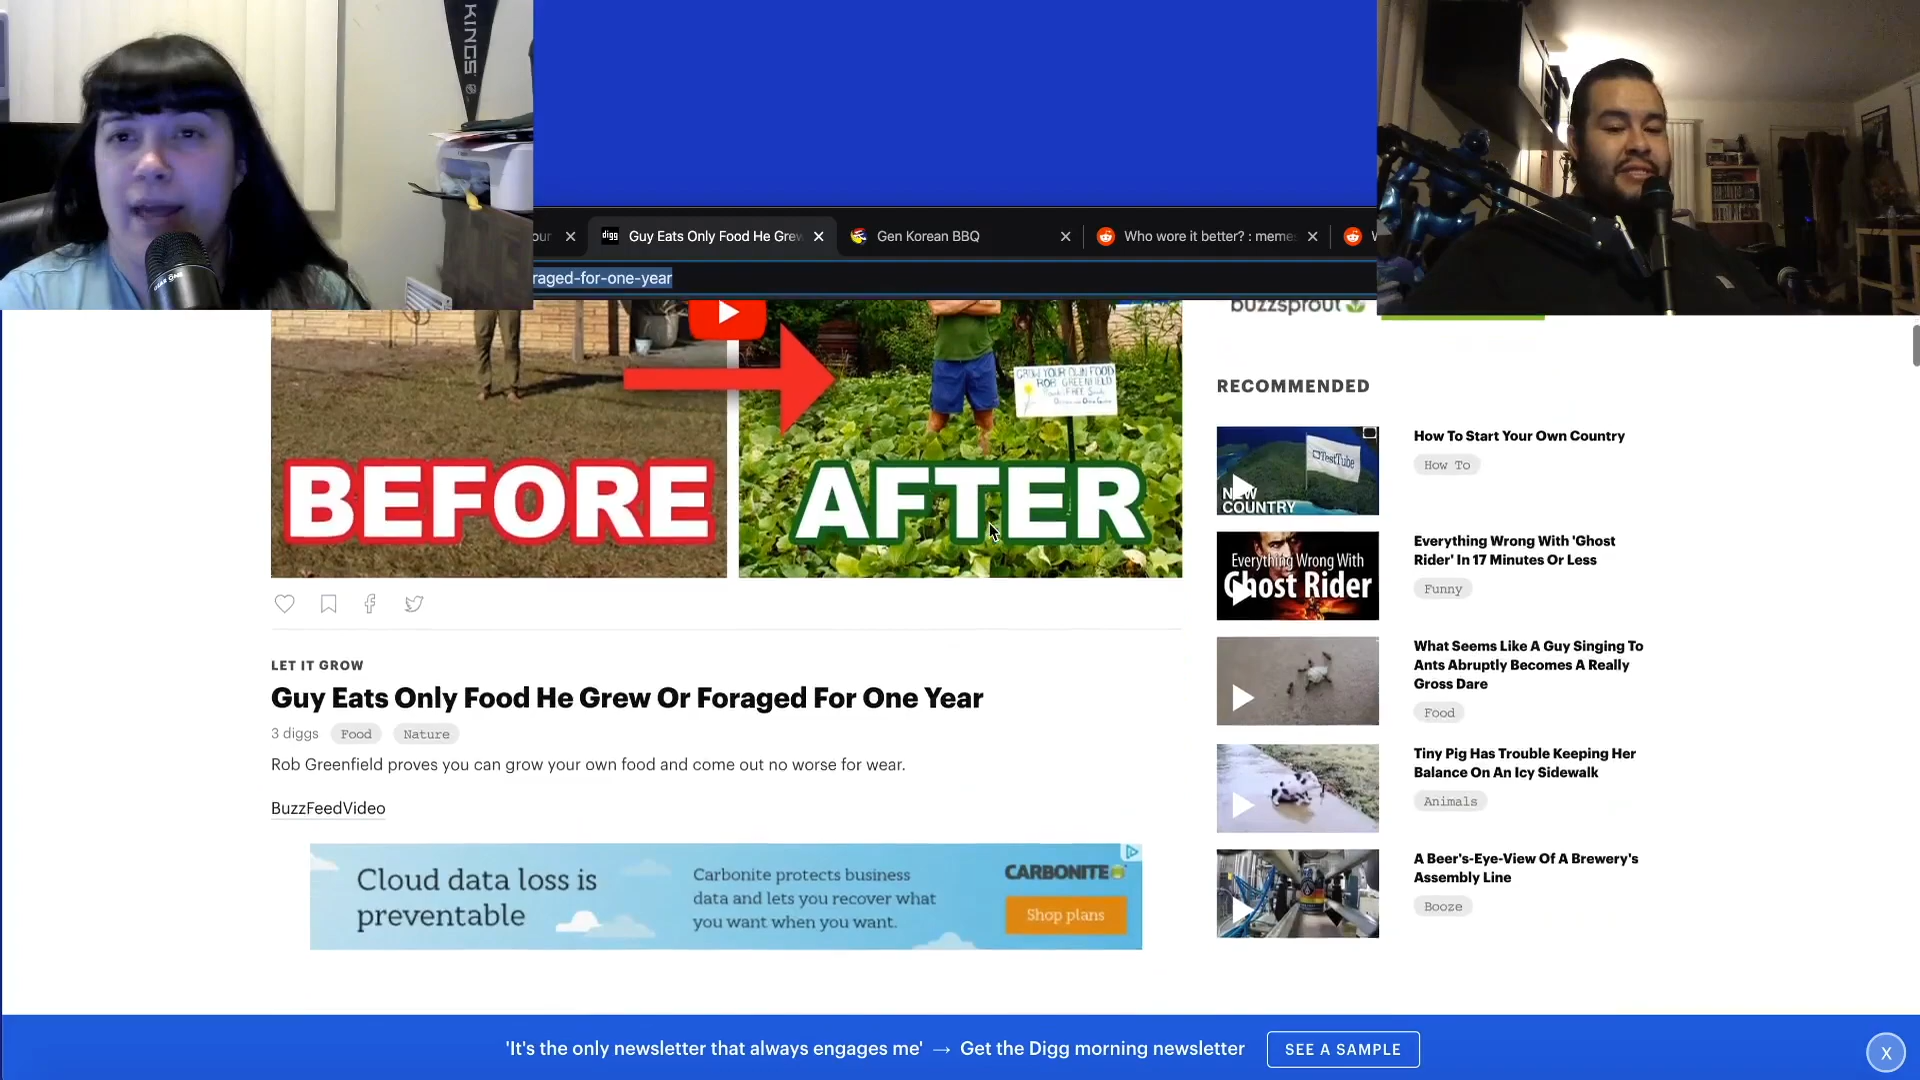 KINGS
our
digg Guy Eats Only Food He Grew
Gen Korean BBQ
Who wore it better? : memes
raged-for-one-year
buzzsprout
GROW YOUR OWN FOOD
ROB GREENFIELD
BEFORE
AFTER
RECOMMENDED
TestTube
NEW
COUNTRY
How To Start Your Own Country
How To
Everything Wrong With
Ghost Rider
Everything Wrong With 'Ghost
Rider' In 17 Minutes Or Less
Funny
What Seems Like A Guy Singing To
Ants Abruptly Becomes A Really
Gross Dare
Food
Tiny Pig Has Trouble Keeping Her
Balance On An Icy Sidewalk
Animals
A Beer's-Eye-View Of A Brewery's
Assembly Line
Booze
LET IT GROW
Guy Eats Only Food He Grew Or Foraged For One Year
3 diggs Food Nature
Rob Greenfield proves you can grow your own food and come out no worse for wear.
BuzzFeedVideo
Cloud data loss is
preventable
Carbonite protects business
data and lets you recover what
you want when you want.
CARBONITE
Shop plans
'It's the only newsletter that always engages me' → Get the Digg morning newsletter
SEE A SAMPLE
X